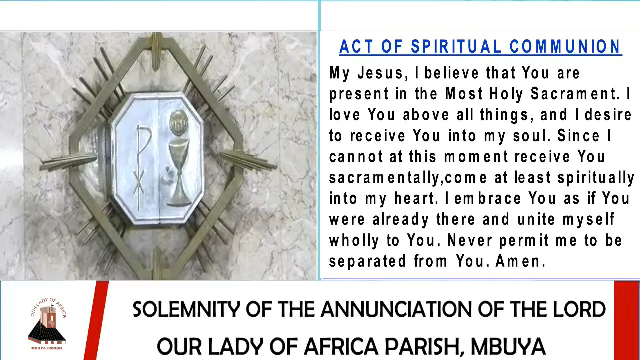 ACT OF SPIRITUAL COMMUNION
My Jesus, I believe that You are
present in the Most Holy Sacrament. I
love You above all things, and I desire
to receive You into my soul. Since I
cannot at this moment receive You
sacramentally,come at least spiritually
into my heart. I embrace You as if You
were already there and unite myself
wholly to You. Never permit me to be
separated from You. Amen.
SOLEMNITY OF THE ANNUNCIATION OF THE LORD
OUR LADY OF AFRICA PARISH, MBUYA